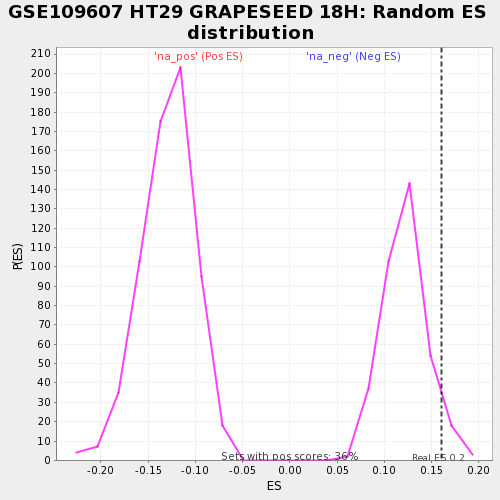 GSE109607 HT29 GRAPESEED 18H: Random ES
distribution
'na_pos' (Pos ES) 'na_neg' (Neg ES)
210
200
190
180
170
160
150
140
130
120
110
100
90
80
70
60
50
40
30
20
10
0
P(ES)
Sets with pos scores: 36%
Real ES 0.2
-0.20 -0.15 -0.10 -0.05 0.00 0.05 0.10 0.15 0.20
ES